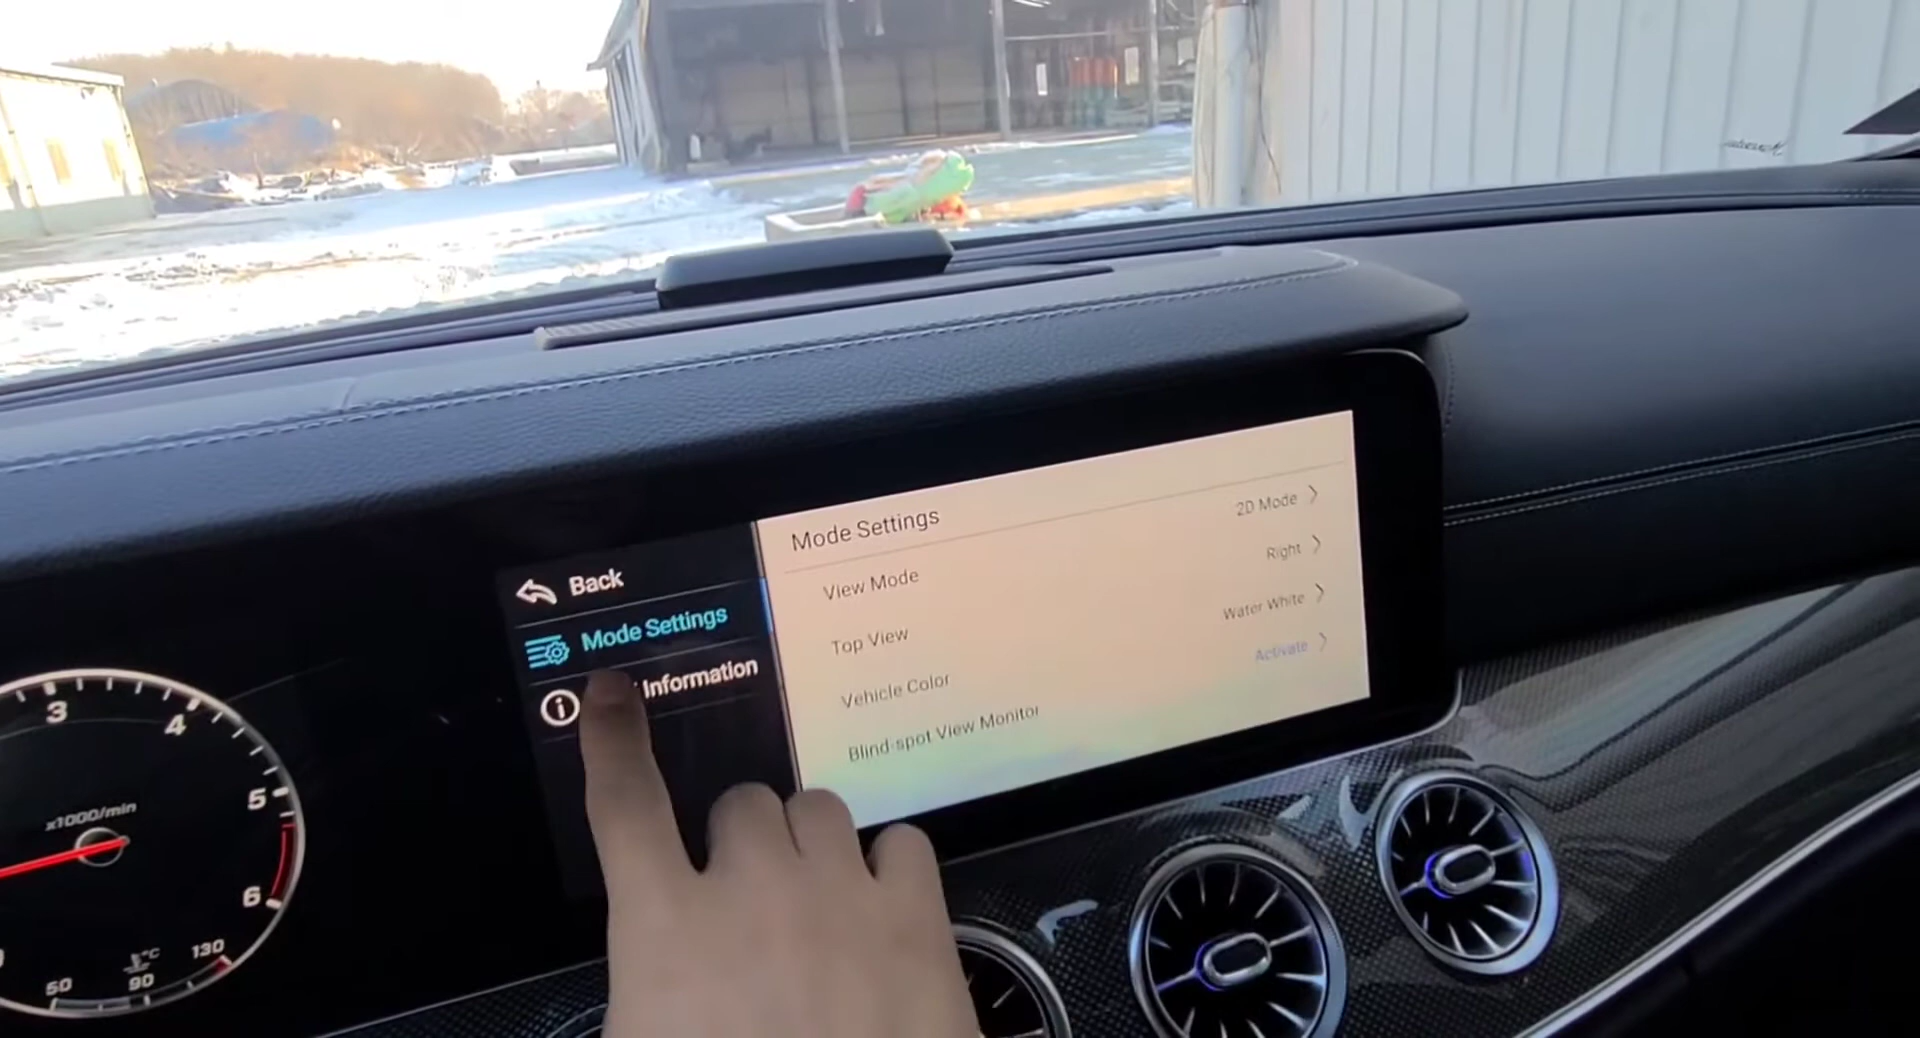 Back
Mode Settings
Information
Mode Settings
View Mode
2D Mode
Top View
Right
Vehicle Color
Water White
Blind-spot View Monitor
Activate
3
4
5
6
x1000/min
°C
50
90
130